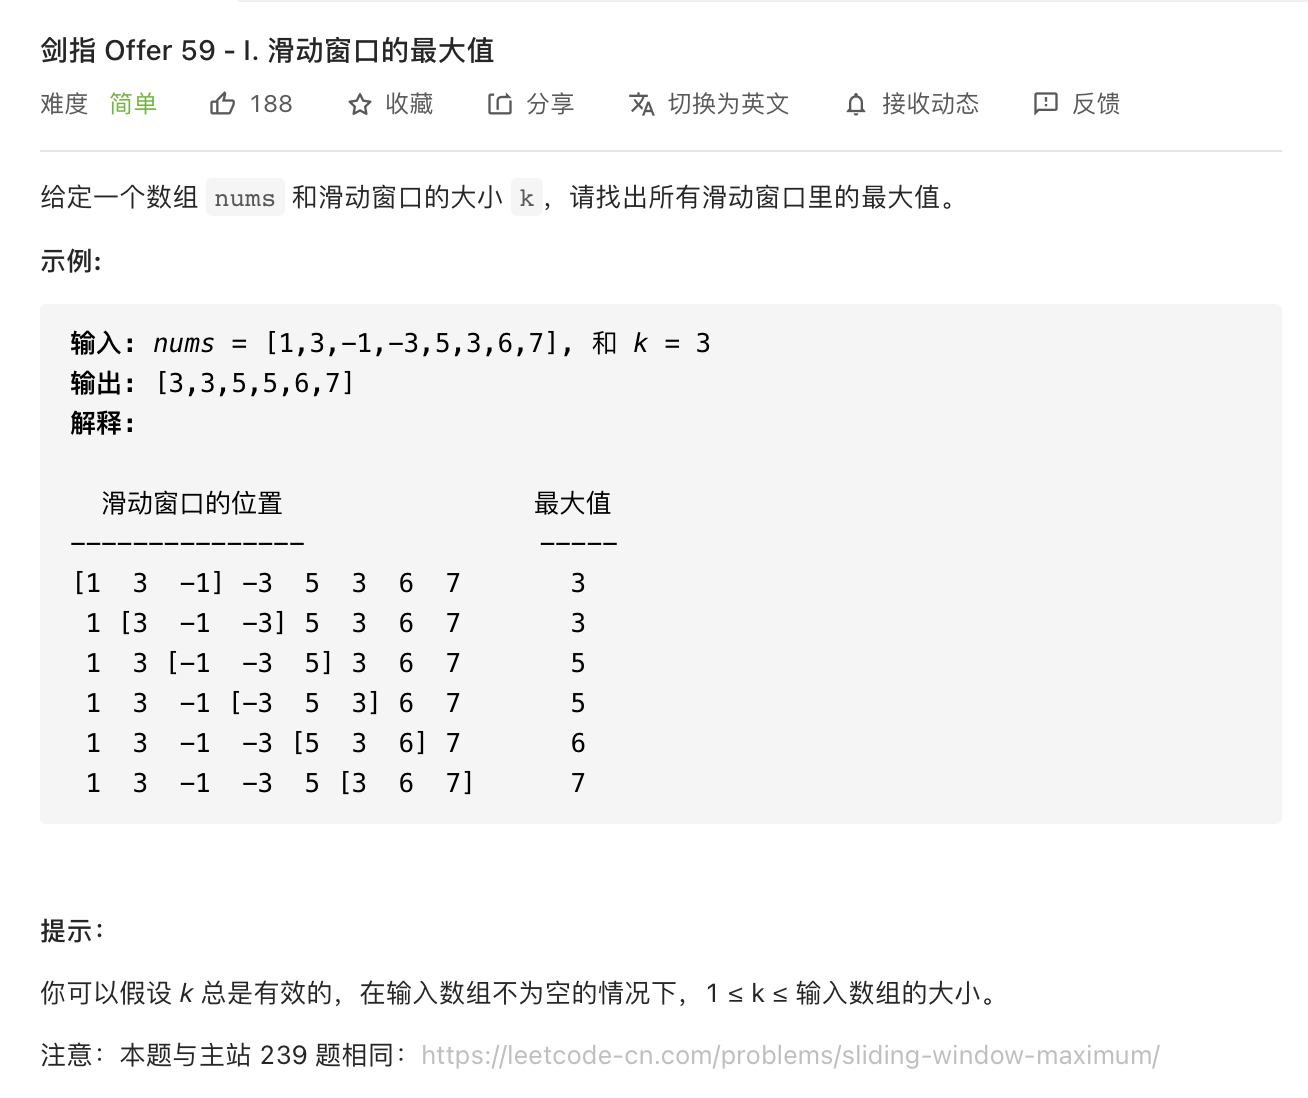 剑指 Offer 59 - I. 滑动窗口的最大值
难度 简单 188 收藏 分享 切换为英文 接收动态 反馈
给定一个数组 nums 和滑动窗口的大小 k，请找出所有滑动窗口里的最大值。
示例:
输入: nums = [1,3,-1,-3,5,3,6,7], 和 k = 3
输出: [3,3,5,5,6,7]
解释:
滑动窗口的位置 最大值
--------------- -----
[1 3 -1] -3 5 3 6 7 3
1 [3 -1 -3] 5 3 6 7 3
1 3 [-1 -3 5] 3 6 7 5
1 3 -1 [-3 5 3] 6 7 5
1 3 -1 -3 [5 3 6] 7 6
1 3 -1 -3 5 [3 6 7] 7
提示：
你可以假设 k 总是有效的，在输入数组不为空的情况下，1 ≤ k ≤ 输入数组的大小。
注意：本题与主站 239 题相同：https://leetcode-cn.com/problems/sliding-window-maximum/